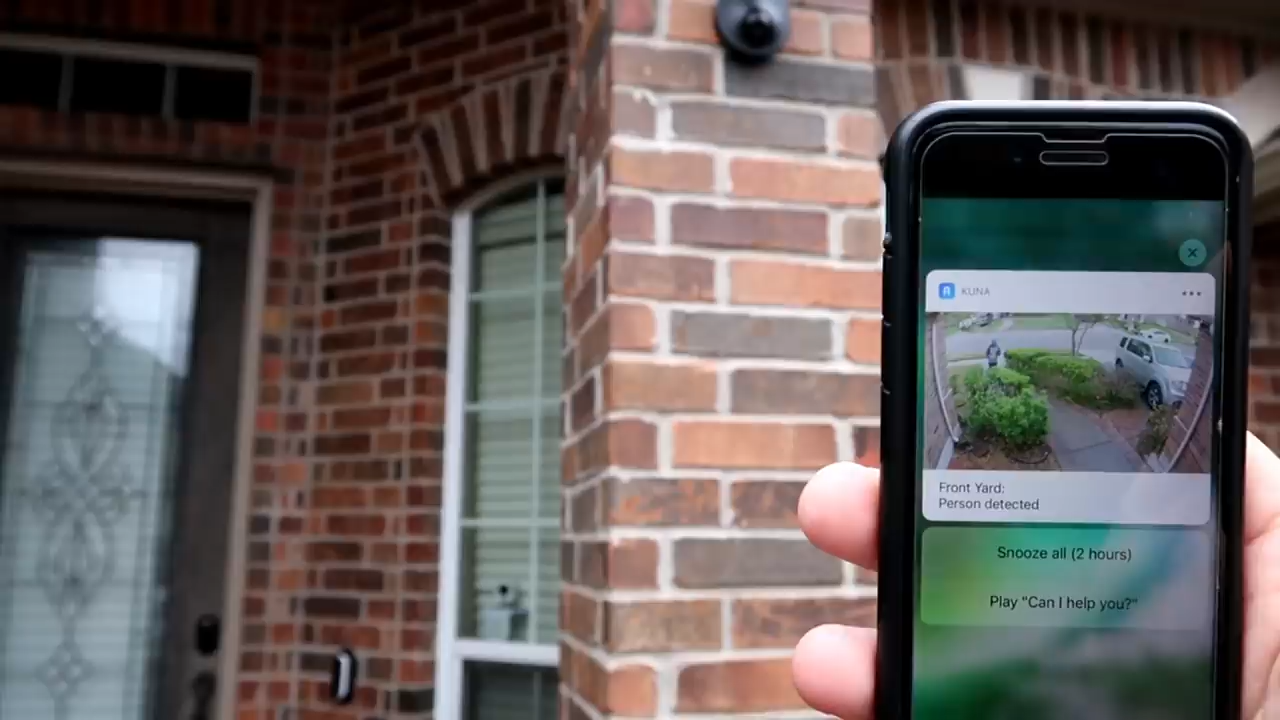 KUNA
Front Yard:
Person detected
Snooze all (2 hours)
Play "Can I help you?"